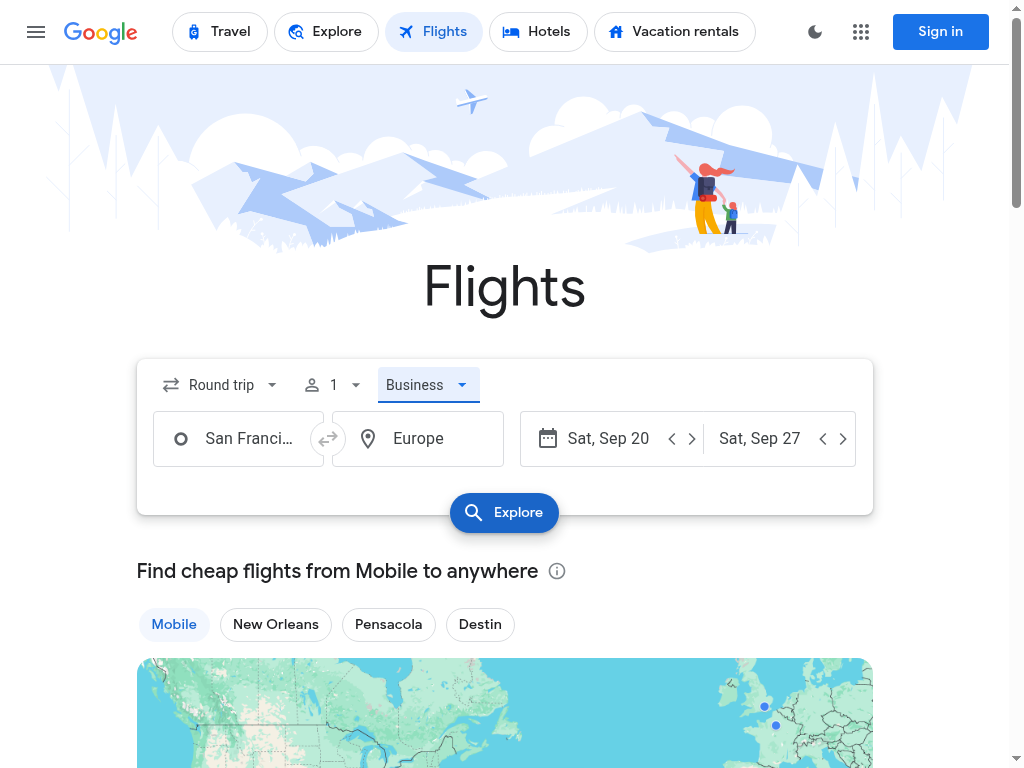 Google
Travel
Explore
Flights
Hotels
Vacation rentals
Sign in
Flights
Round trip
1
Business
San Franci...
Europe
Sat, Sep 20
Sat, Sep 27
Explore
Find cheap flights from Mobile to anywhere
Mobile
New Orleans
Pensacola
Destin